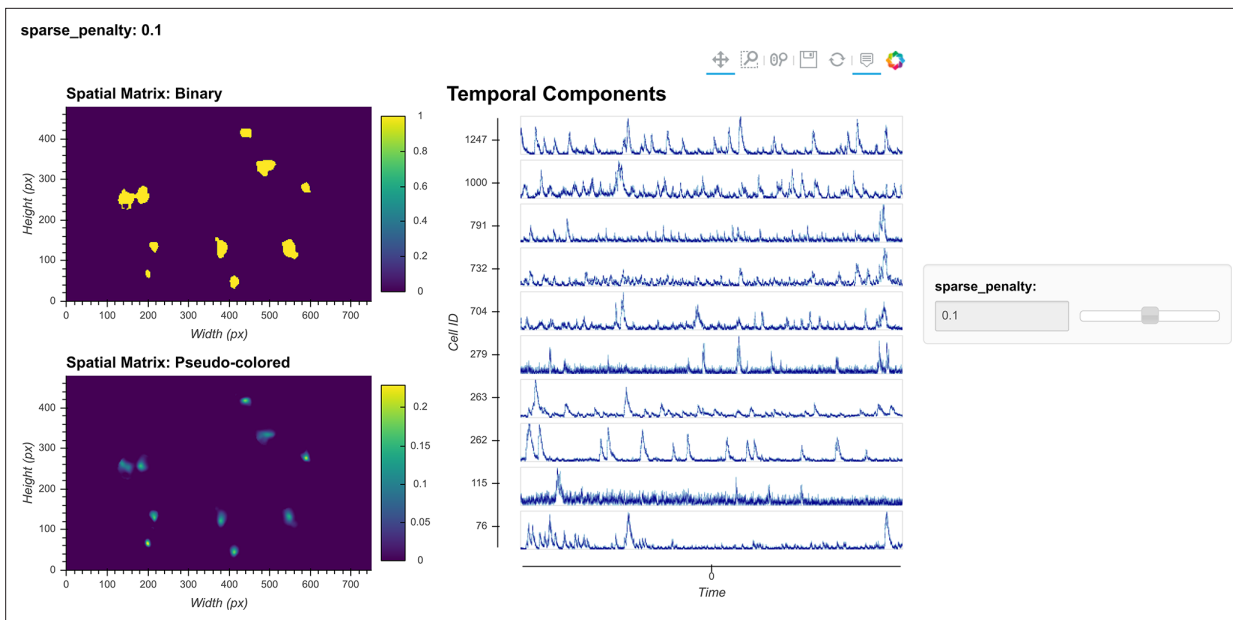 sparse_penalty: 0.1
Spatial Matrix: Binary
Height (px)
400
300
200
100
0
0 100 200 300 400 500 600 700
Width (px)
1
0.8
0.6
0.4
0.2
0
Spatial Matrix: Pseudo-colored
Height (px)
400
300
200
100
0
0 100 200 300 400 500 600 700
Width (px)
0.2
0.15
0.1
0.05
0
Temporal Components
Cell ID
1247
1000
791
732
704
279
263
262
115
76
0
Time
sparse_penalty:
0.1